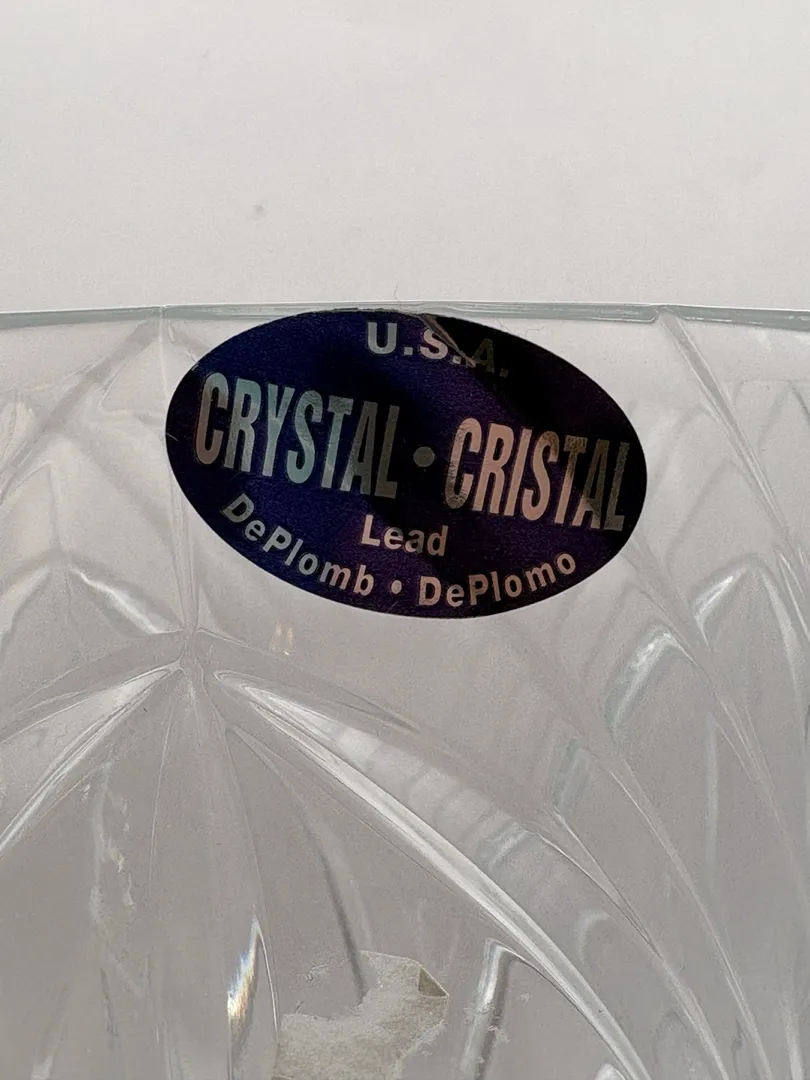 U.S.A.
CRYSTAL • CRISTAL
Lead
DePlomb • DePlomo